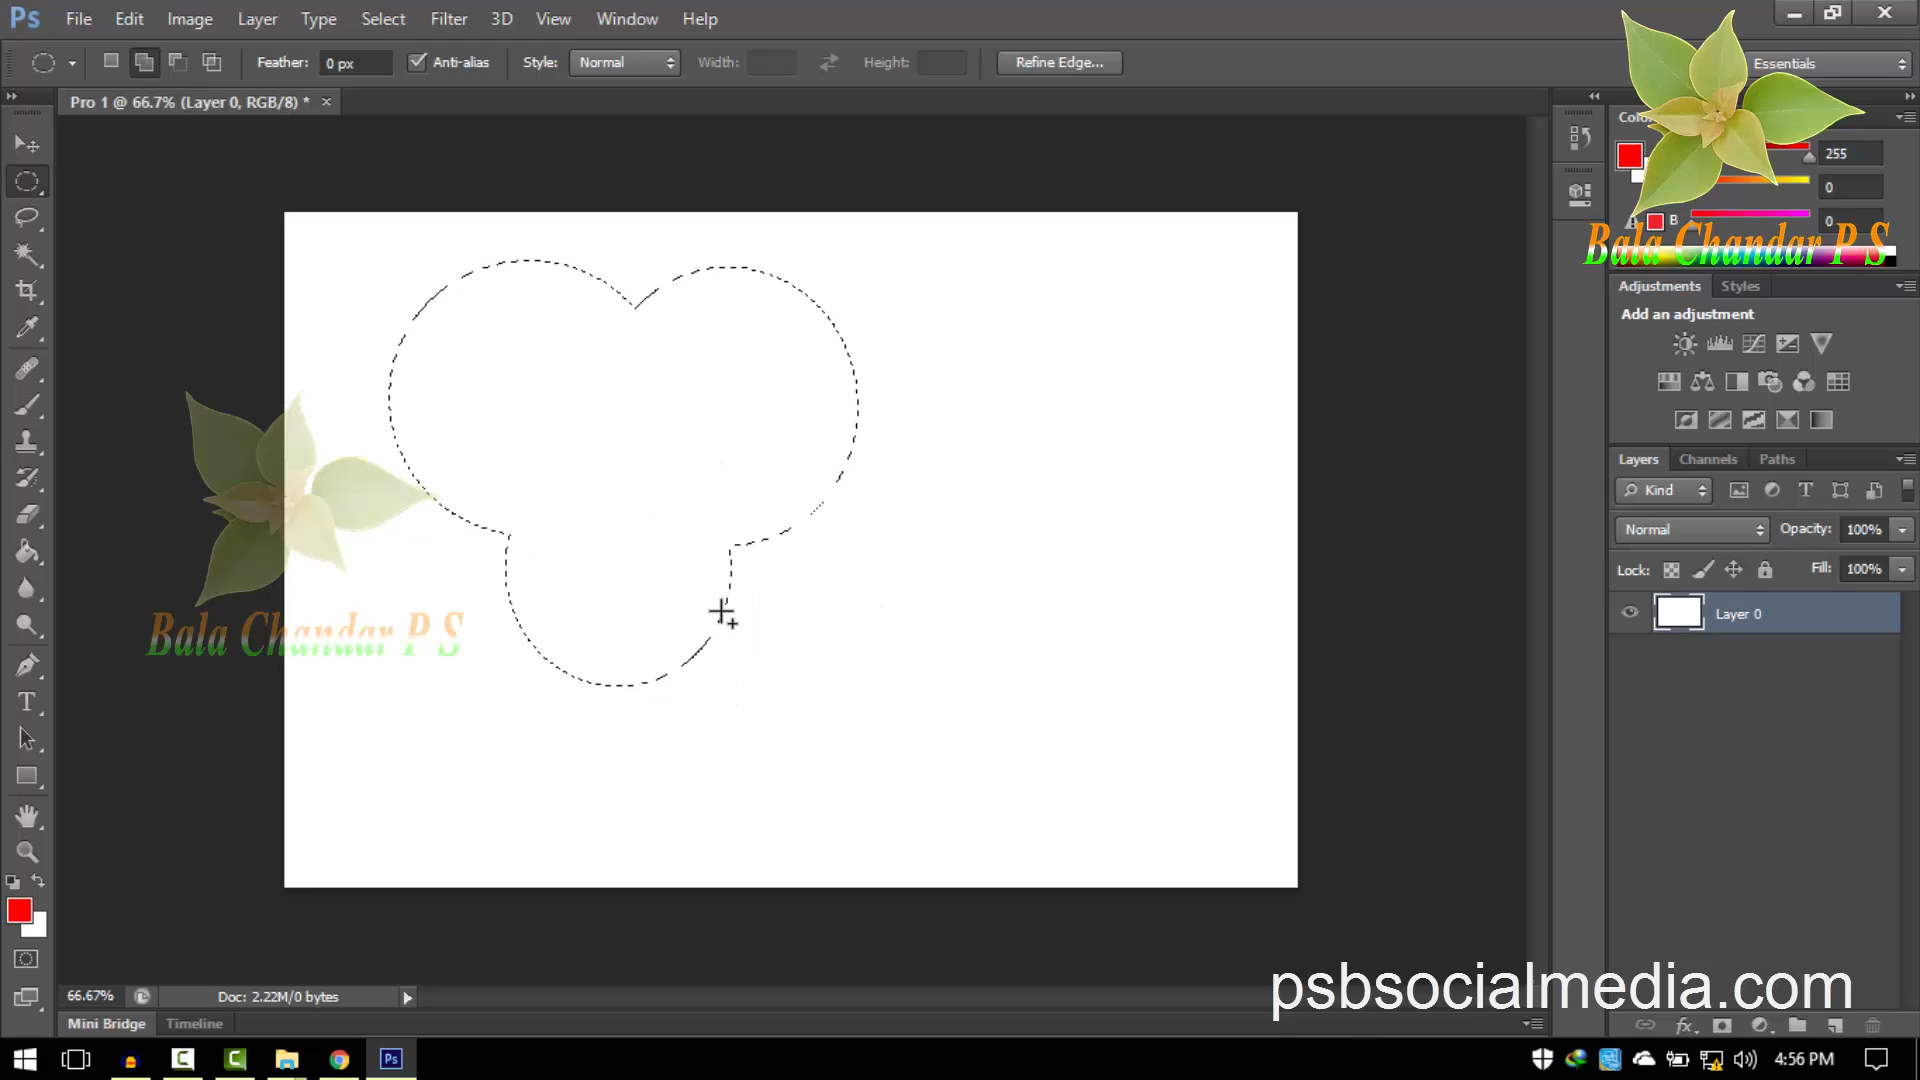 Ps File Edit Image Layer Type Select Filter 3D View Window Help
Feather: 0 px Anti-alias Style: Normal Width: Height: Refine Edge... Essentials
Pro 1 @ 66.7% (Layer 0, RGB/8) * ×
255
0
B 0
Bala Chandar P S
Adjustments Styles
Add an adjustment
Layers Channels Paths
Kind
Normal Opacity: 100%
Lock: Fill: 100%
Layer 0
Bala Chandar P S
psbsocialmedia.com
66.67% Doc: 2.22M/0 bytes
Mini Bridge Timeline
Ps 4:56 PM